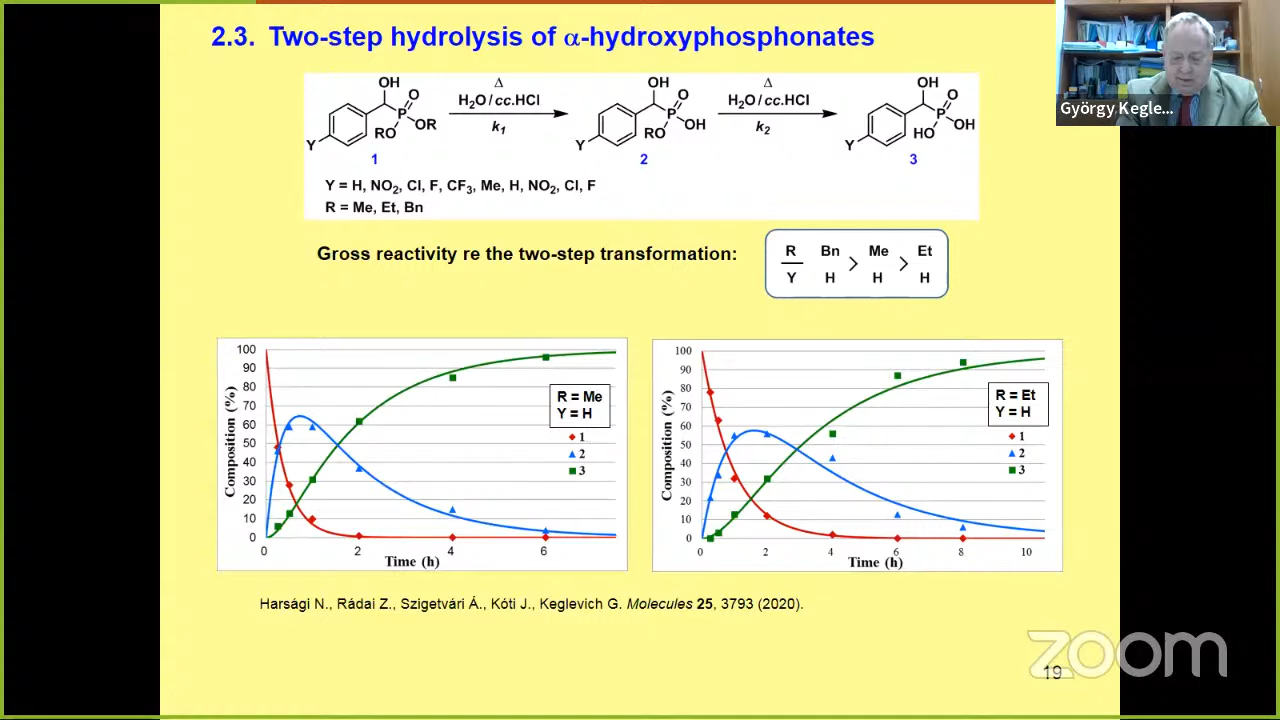 2.3. Two-step hydrolysis of α-hydroxyphosphonates
György Kegle...
OH
O
P
RO
OR
Y
1
Δ
H2O/cc.HCl
k1
OH
O
P
RO
OH
Y
2
Δ
H2O/cc.HCl
k2
OH
O
P
HO
OH
Y
3
Y = H, NO2, Cl, F, CF3, Me, H, NO2, Cl, F
R = Me, Et, Bn
Gross reactivity re the two-step transformation:
R Bn > Me > Et
Y H H H
Composition (%)
100
90
80
70
60
50
40
30
20
10
0
0 2 4 6
Time (h)
R = Me
Y = H
1
2
3
Composition (%)
100
90
80
70
60
50
40
30
20
10
0
0 2 4 6 8 10
Time (h)
R = Et
Y = H
1
2
3
Harsági N., Rádai Z., Szigetvári Á., Kóti J., Keglevich G. Molecules 25, 3793 (2020).
zoom
19